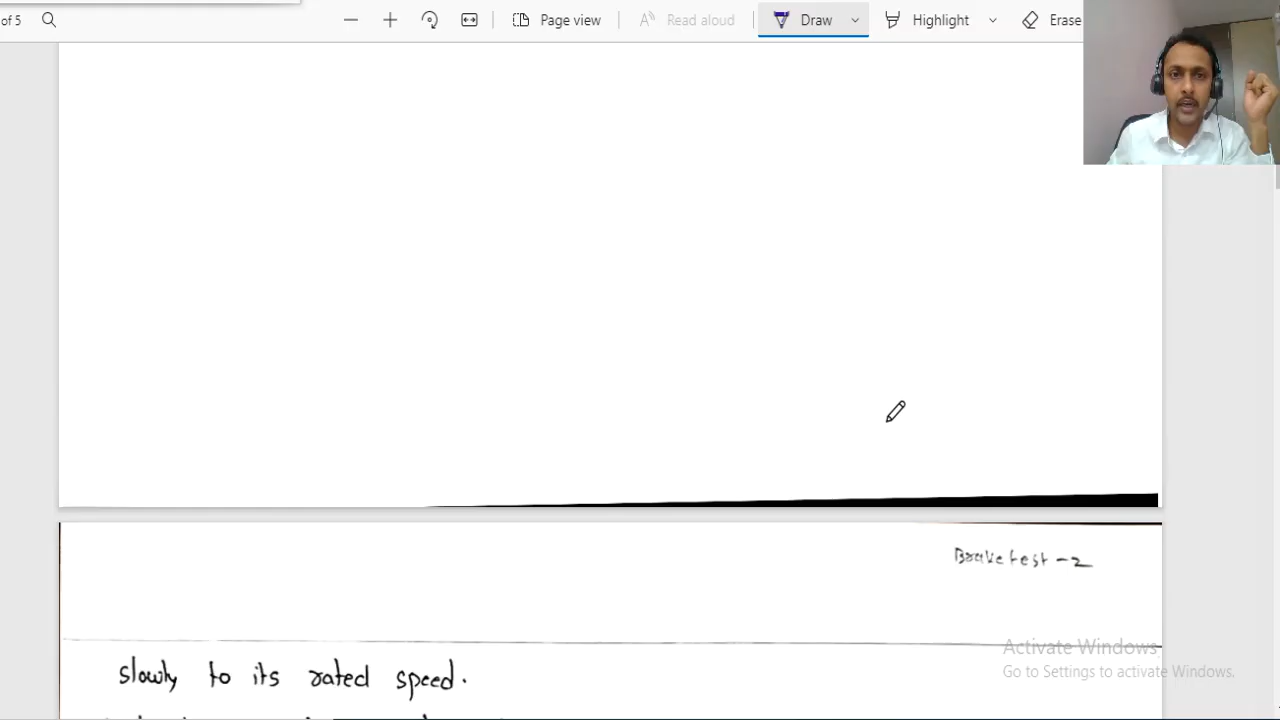 of 5
Page view
Read aloud
Draw
Highlight
Erase
Brake test - 2
slowly to its rated speed.
Activate Windows
Go to Settings to activate Windows.